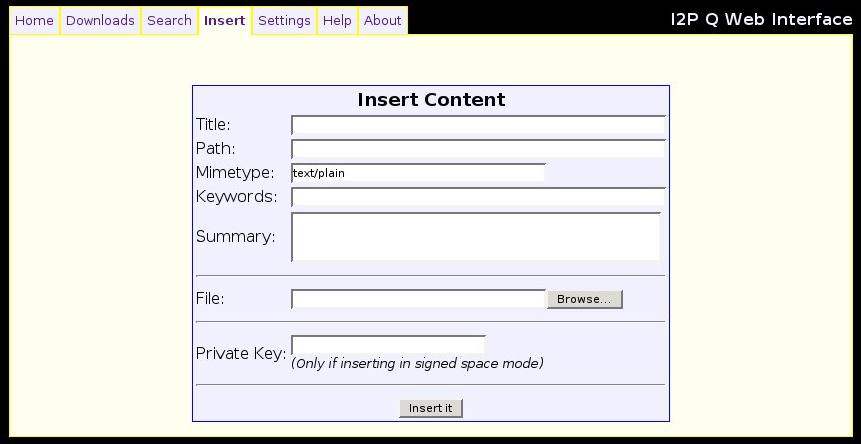 Home Downloads Search Insert Settings Help About I2P Q Web Interface
Insert Content
Title:
Path:
Mimetype: text/plain
Keywords:
Summary:
File: Browse...
Private Key:
(Only if inserting in signed space mode)
Insert it